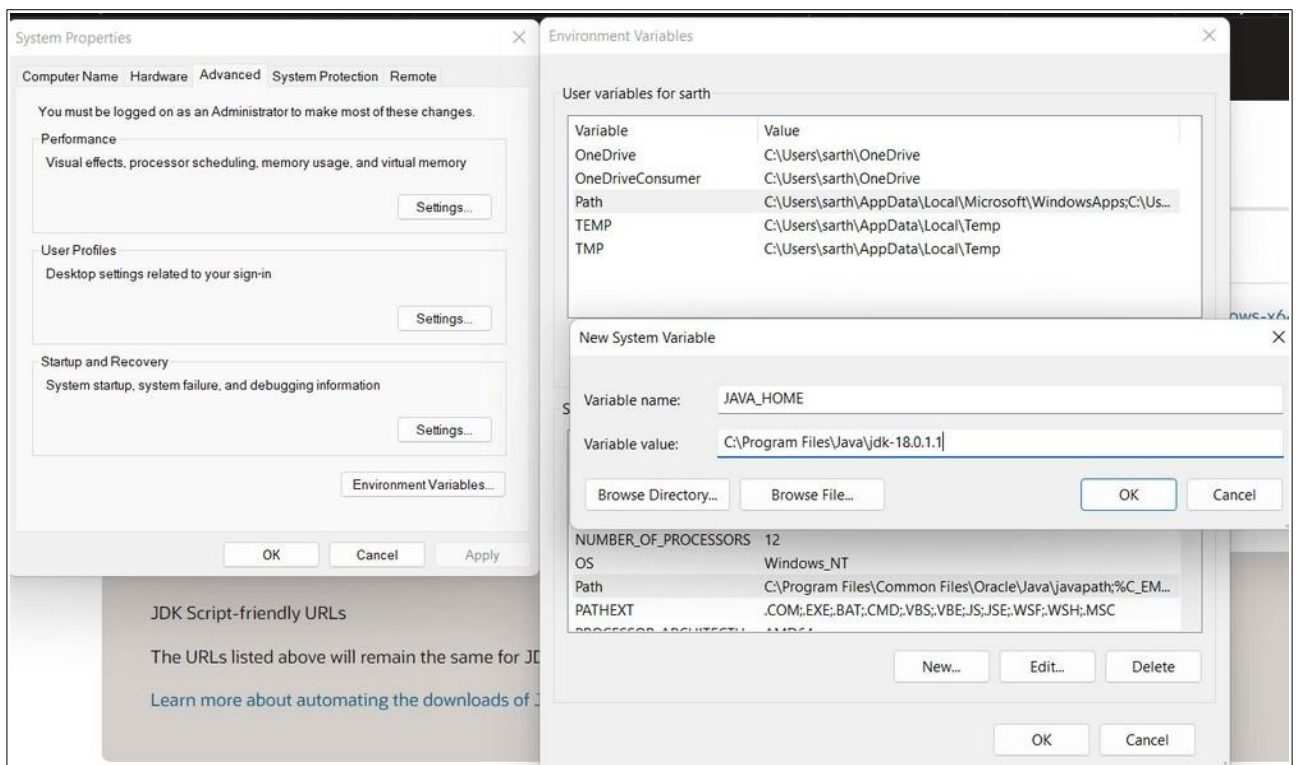 System Properties
Computer Name Hardware Advanced System Protection Remote
You must be logged on as an Administrator to make most of these changes.
Performance
Visual effects, processor scheduling, memory usage, and virtual memory
Settings...
User Profiles
Desktop settings related to your sign-in
Settings...
Startup and Recovery
System startup, system failure, and debugging information
Settings...
Environment Variables...
OK Cancel Apply
Environment Variables
User variables for sarth
Variable Value
OneDrive C:\Users\sarth\OneDrive
OneDriveConsumer C:\Users\sarth\OneDrive
Path C:\Users\sarth\AppData\Local\Microsoft\WindowsApps;C:\Us...
TEMP C:\Users\sarth\AppData\Local\Temp
TMP C:\Users\sarth\AppData\Local\Temp
New System Variable
Variable name: JAVA_HOME
Variable value: C:\Program Files\Java\jdk-18.0.1.1
Browse Directory... Browse File... OK Cancel
NUMBER_OF_PROCESSORS 12
OS Windows_NT
Path C:\Program Files\Common Files\Oracle\Java\javapath;%C_EM...
PATHEXT .COM;.EXE;.BAT;.CMD;.VBS;.VBE;.JS;.JSE;.WSF;.WSH;.MSC
New... Edit... Delete
OK Cancel
JDK Script-friendly URLs
The URLs listed above will remain the same for
Learn more about automating the downloads of